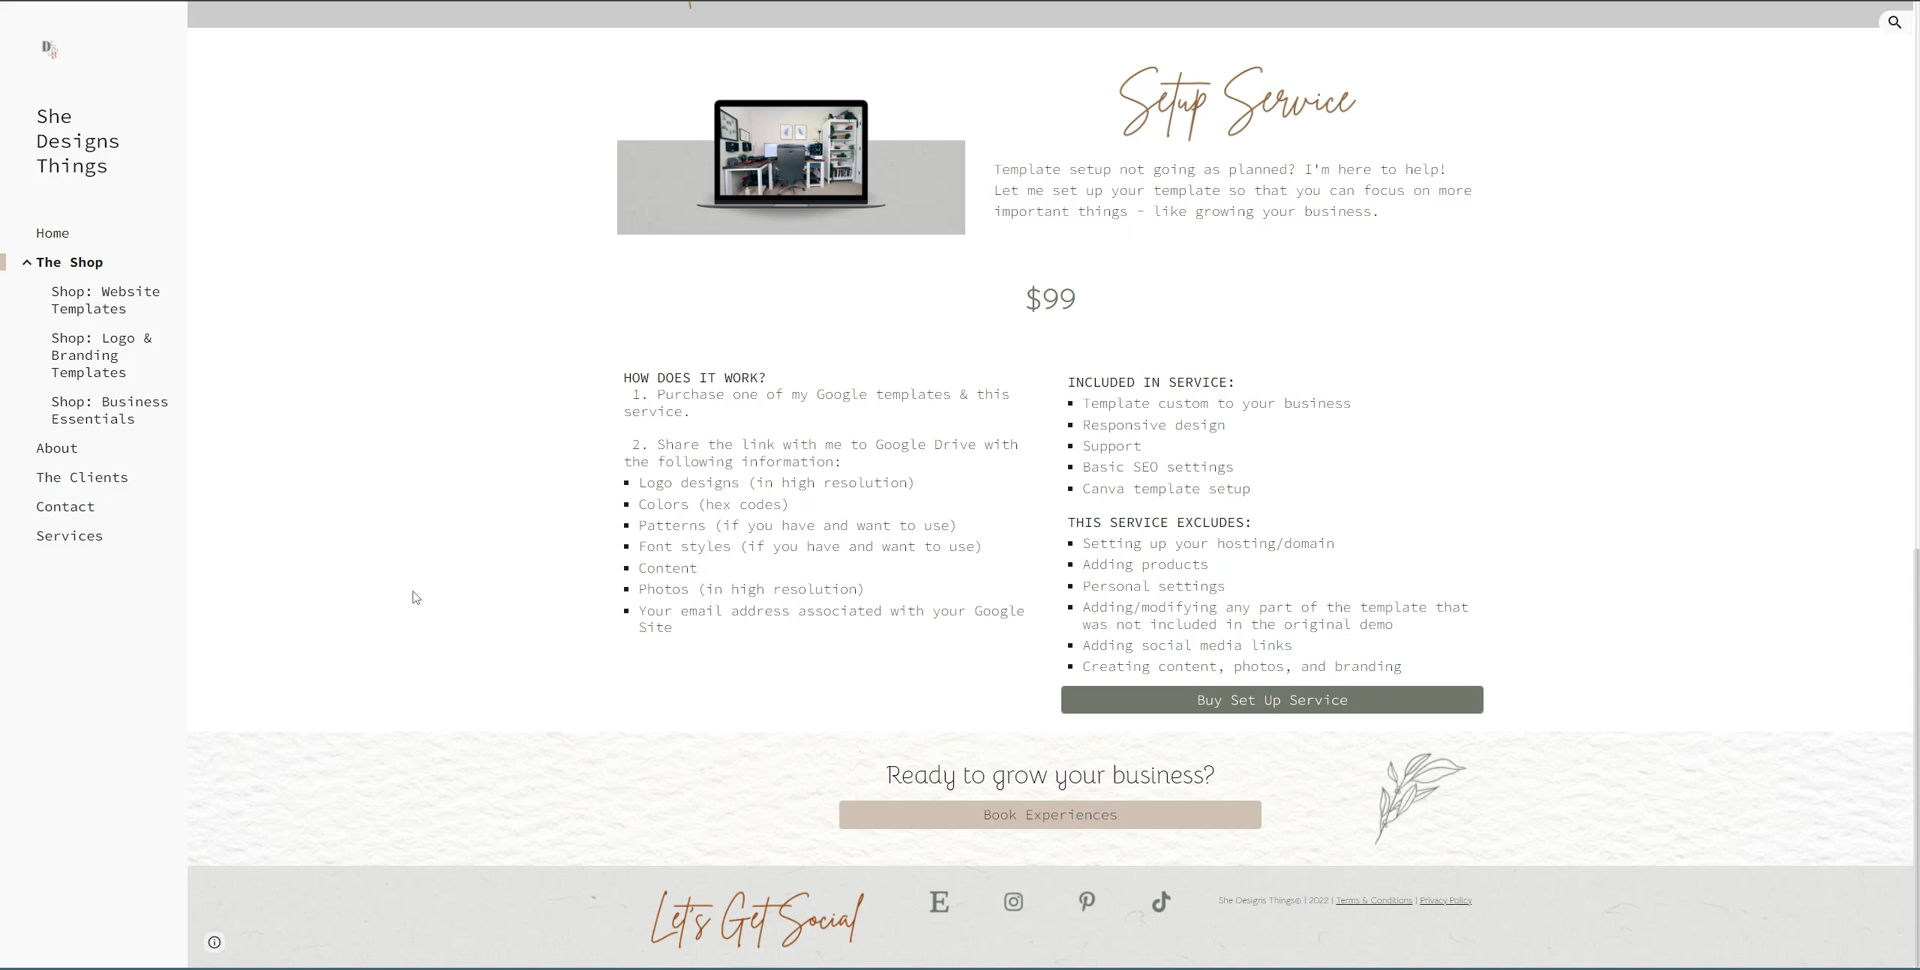 She
Designs
Things
Home
The Shop
Shop: Website
Templates
Shop: Logo &
Branding
Templates
Shop: Business
Essentials
About
The Clients
Contact
Services
Setup Service
Template setup not going as planned? I'm here to help!
Let me set up your template so that you can focus on more
important things - like growing your business.
$99
HOW DOES IT WORK?
1. Purchase one of my Google templates & this
service.
2. Share the link with me to Google Drive with
the following information:
▪ Logo designs (in high resolution)
▪ Colors (hex codes)
▪ Patterns (if you have and want to use)
▪ Font styles (if you have and want to use)
▪ Content
▪ Photos (in high resolution)
▪ Your email address associated with your Google
Site
INCLUDED IN SERVICE:
▪ Template custom to your business
▪ Responsive design
▪ Support
▪ Basic SEO settings
▪ Canva template setup
THIS SERVICE EXCLUDES:
▪ Setting up your hosting/domain
▪ Adding products
▪ Personal settings
▪ Adding/modifying any part of the template that
was not included in the original demo
▪ Adding social media links
▪ Creating content, photos, and branding
Buy Set Up Service
Ready to grow your business?
Book Experiences
Let's Get Social
She Designs Things© | 2022 | Terms & Conditions | Privacy Policy